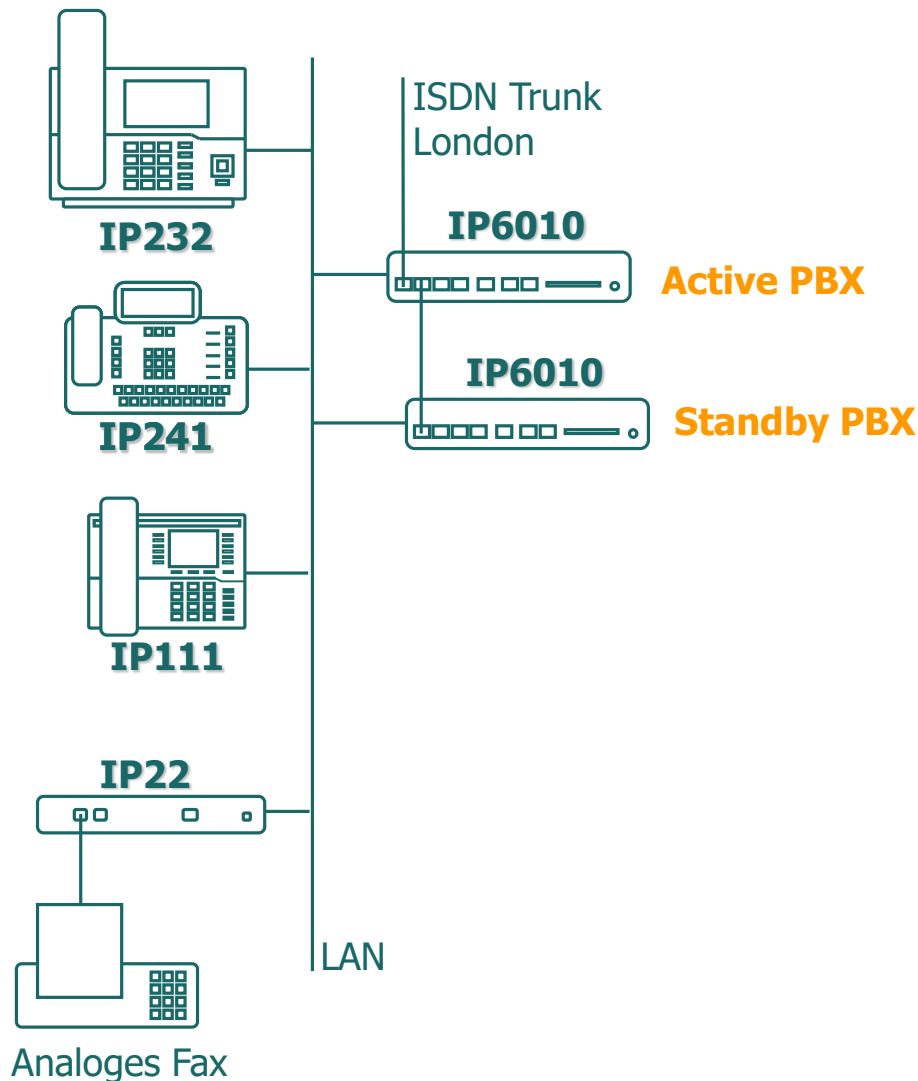 ISDN Trunk
London
IP232
IP6010
Active PBX
IP6010
Standby PBX
IP241
IP111
IP22
LAN
Analoges Fax